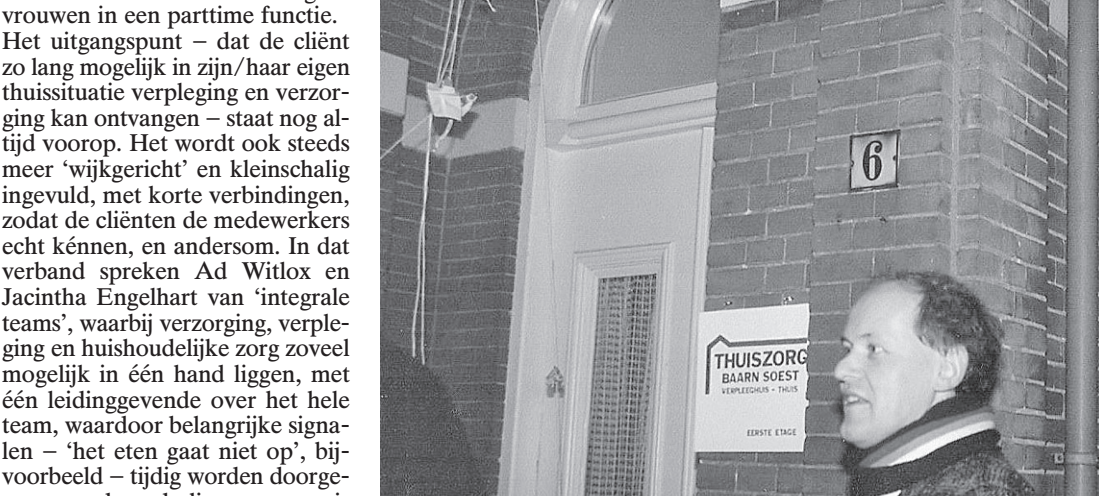 vrouwen in een parttime functie.
Het uitgangspunt – dat de cliënt
zo lang mogelijk in zijn/haar eigen
thuissituatie verpleging en verzor-
ging kan ontvangen – staat nog al-
tijd voorop. Het wordt ook steeds
meer ‘wijkgericht’ en kleinschalig
ingevuld, met korte verbindingen,
zodat de cliënten de medewerkers
echt kénnen, en andersom. In dat
verband spreken Ad Witlox en
Jacintha Engelhart van ‘integrale
teams’, waarbij verzorging, verple-
ging en huishoudelijke zorg zoveel
mogelijk in één hand liggen, met
één leidinggevende over het hele
team, waardoor belangrijke signa-
len – ‘het eten gaat niet op’, bij-
voorbeeld – tijdig worden doorge-
6
THUISZORG
BAARN SOEST
VERPLEEGHUIS - THUIS
EERSTE ETAGE